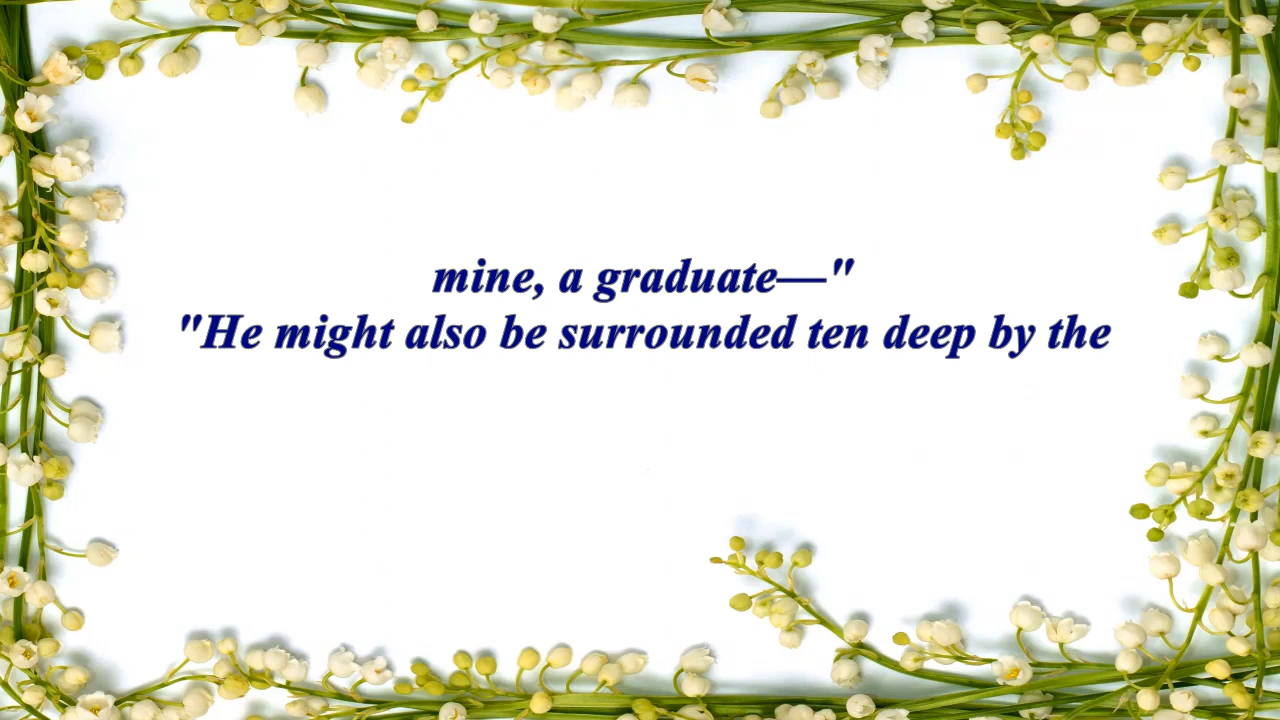 mine, a graduate—"
"He might also be surrounded ten deep by the